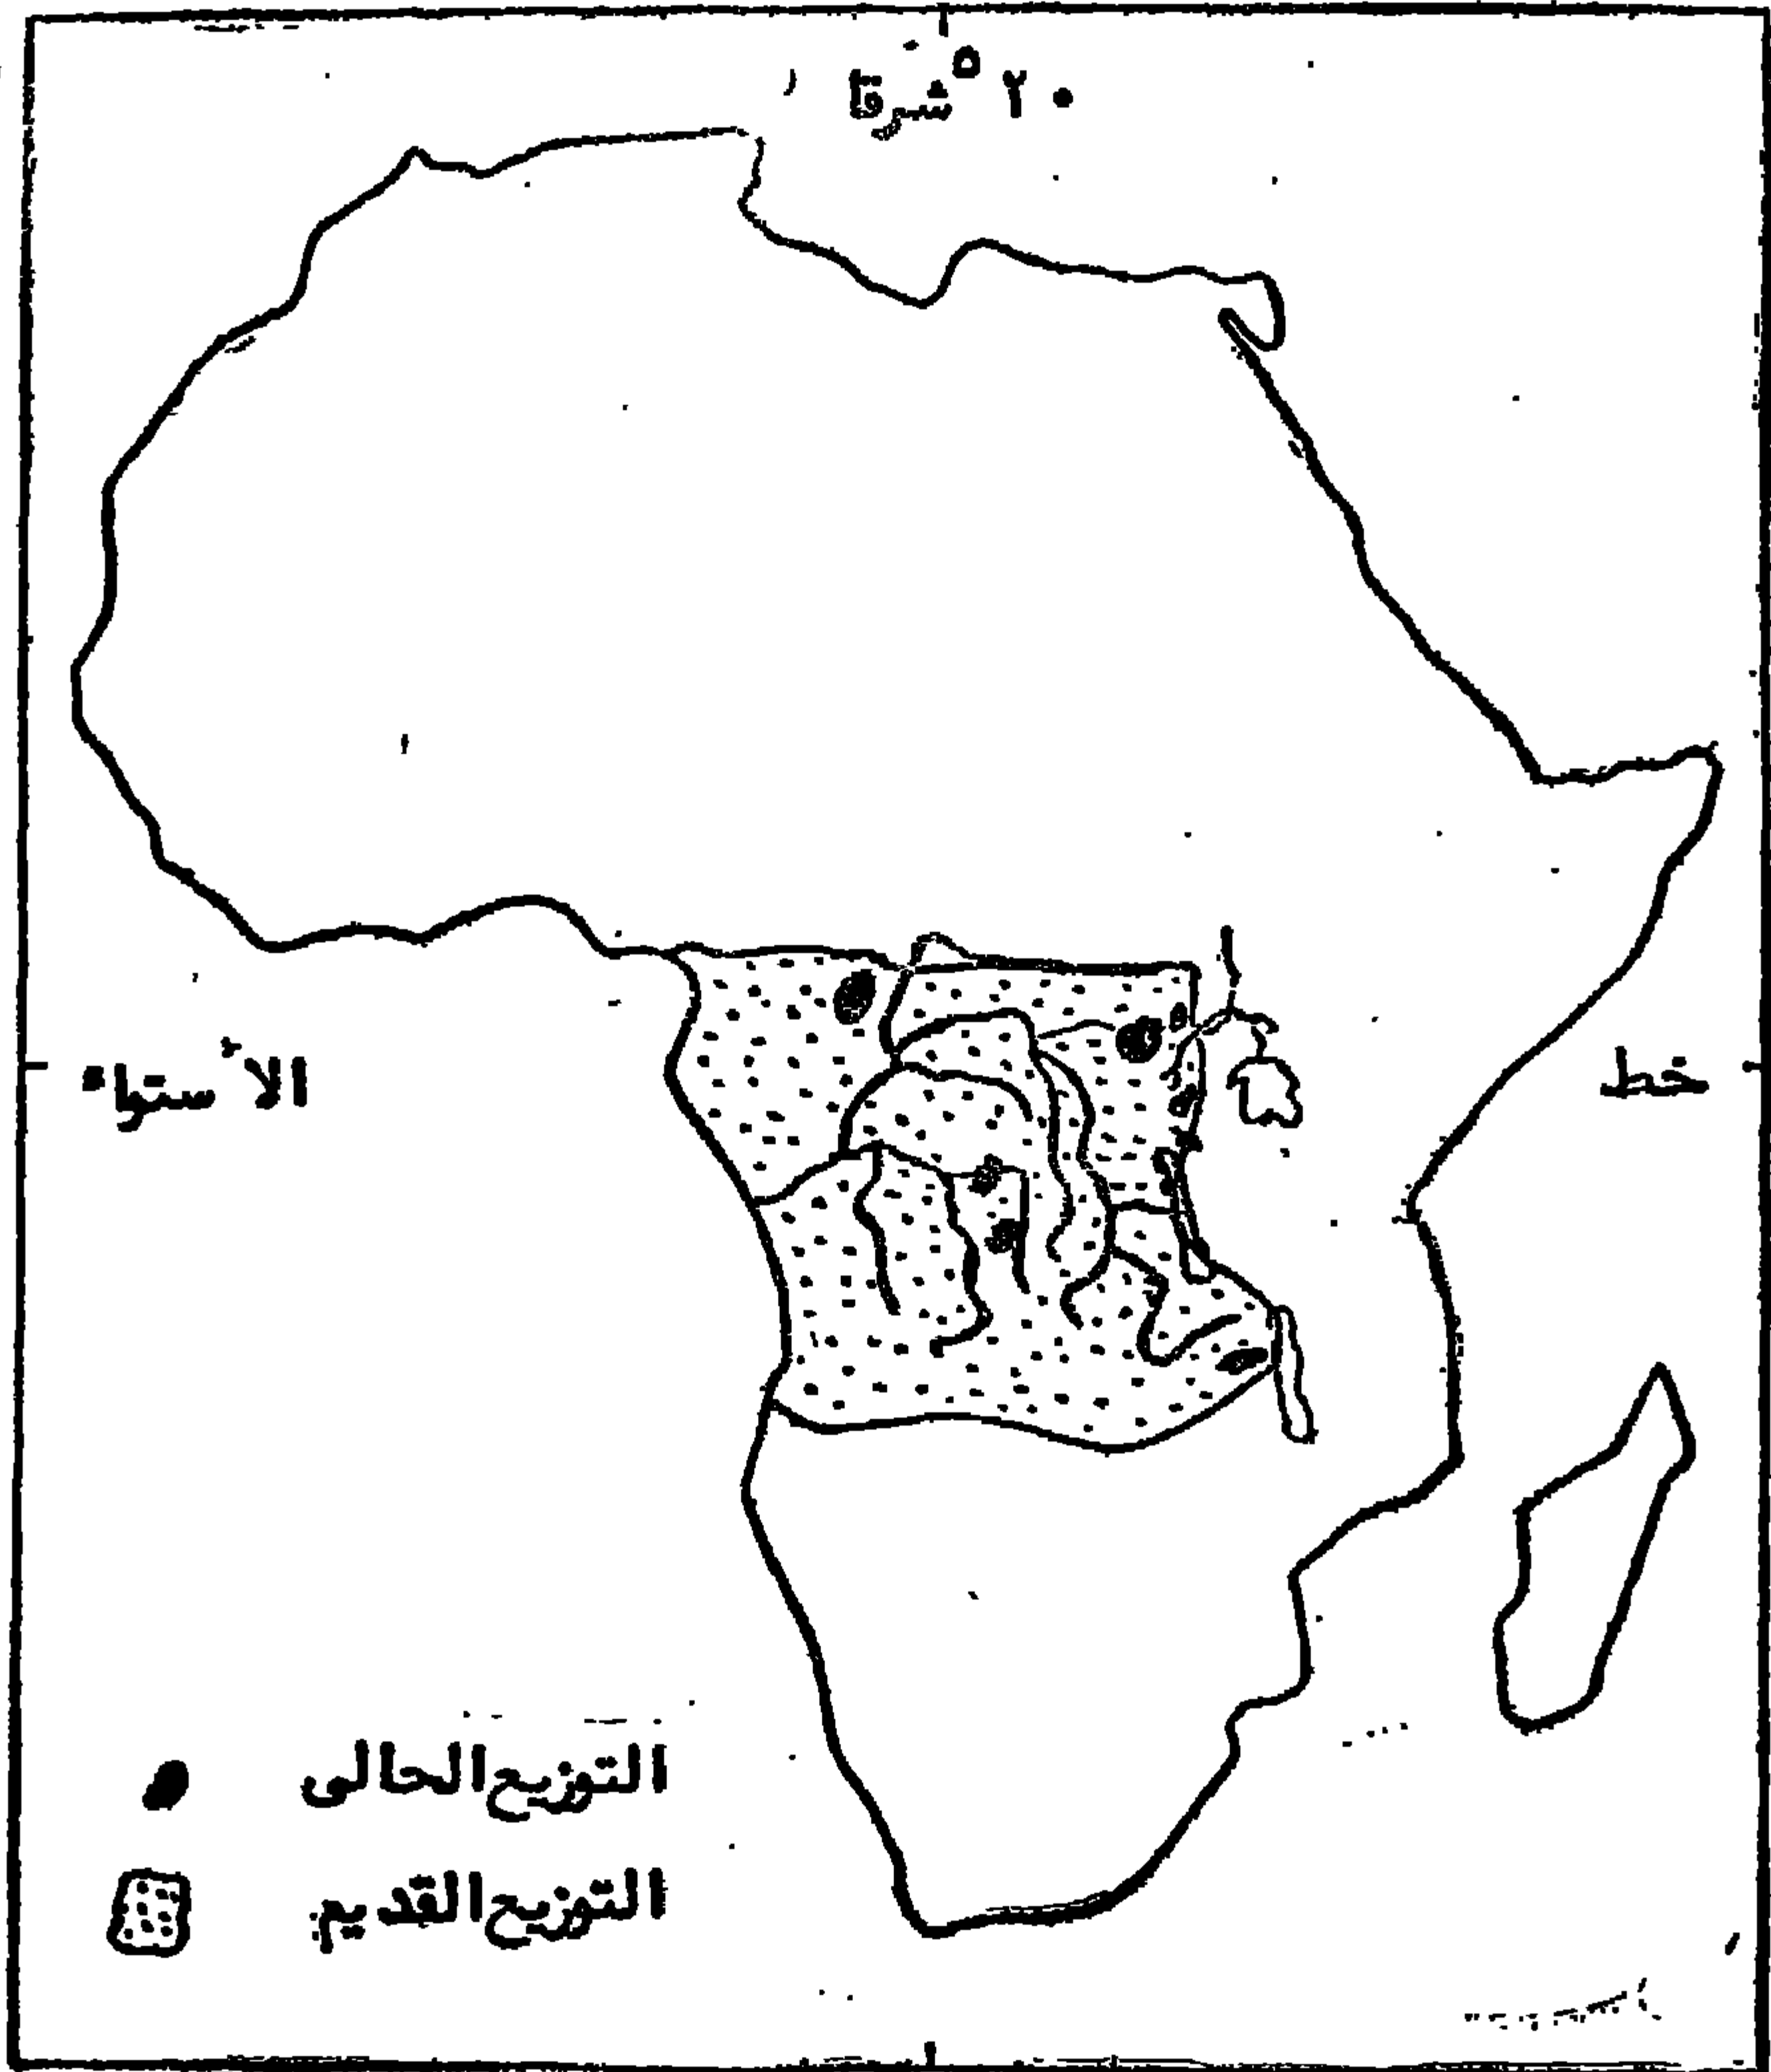 ٢٠° شرقا
خط الاستواء
التوزيع الحالى
التوزيع القديم